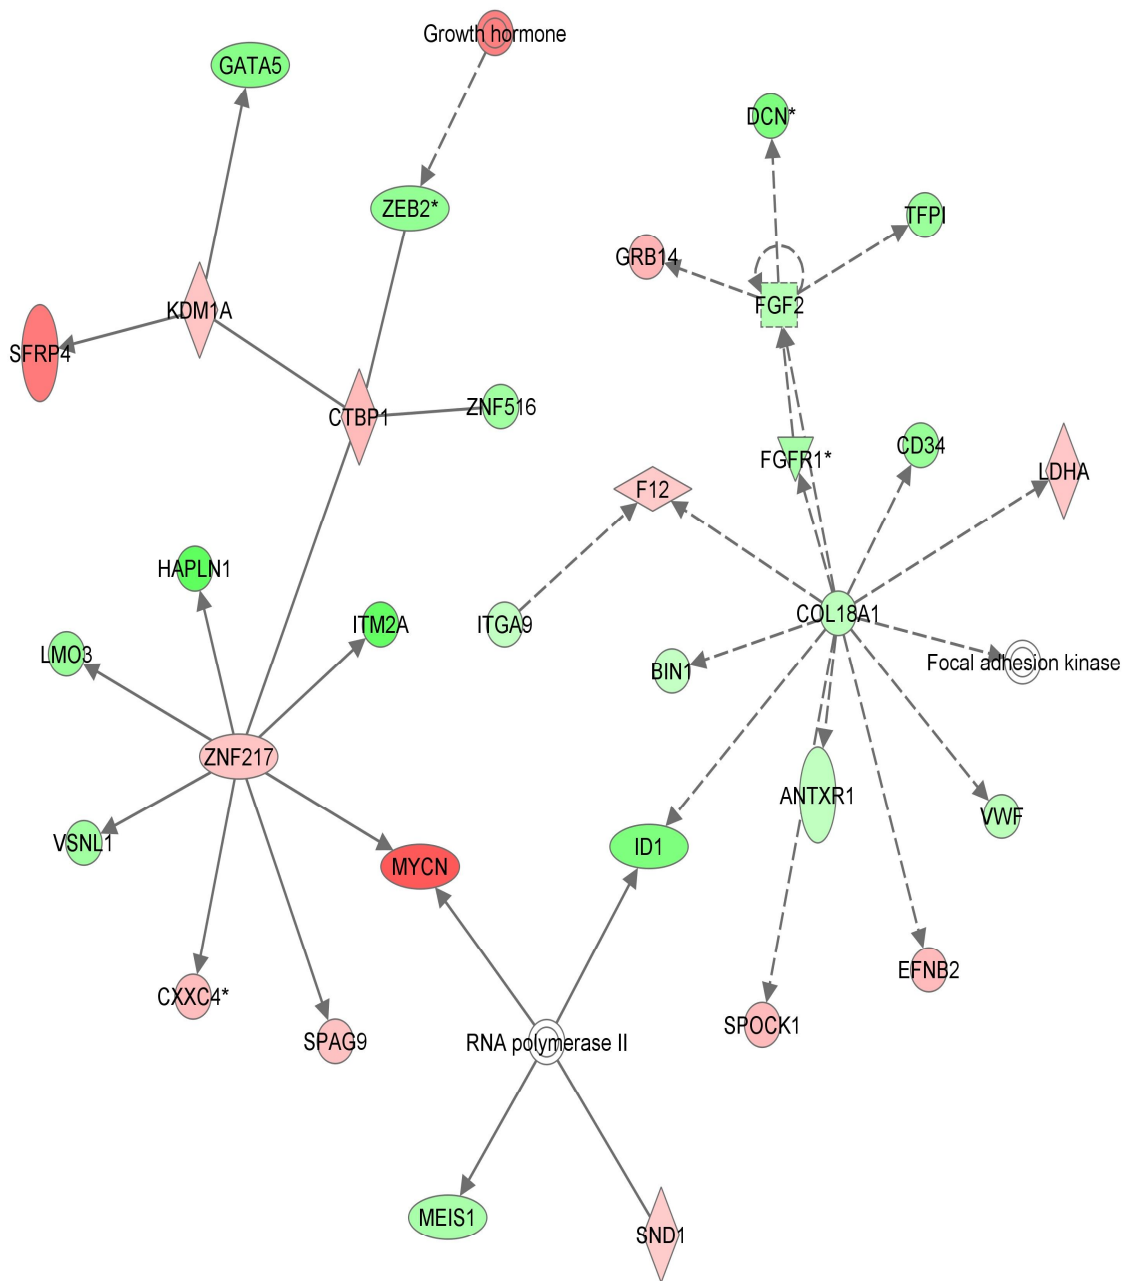 Growth hormone
GATA5
DCN*
ZEB2*
TFPI
GRB14
FGF2
KDM1A
SFRP4
CTBP1
ZNF516
FGFR1*
CD34
LDHA
F12
HAPLN1
ITM2A
ITGA9
COL18A1
LMO3
BIN1
Focal adhesion kinase
ZNF217
ANTXR1
VWF
VSNL1
MYCN
ID1
EFNB2
CXXC4*
SPOCK1
SPAG9
RNA polymerase II
MEIS1
SND1